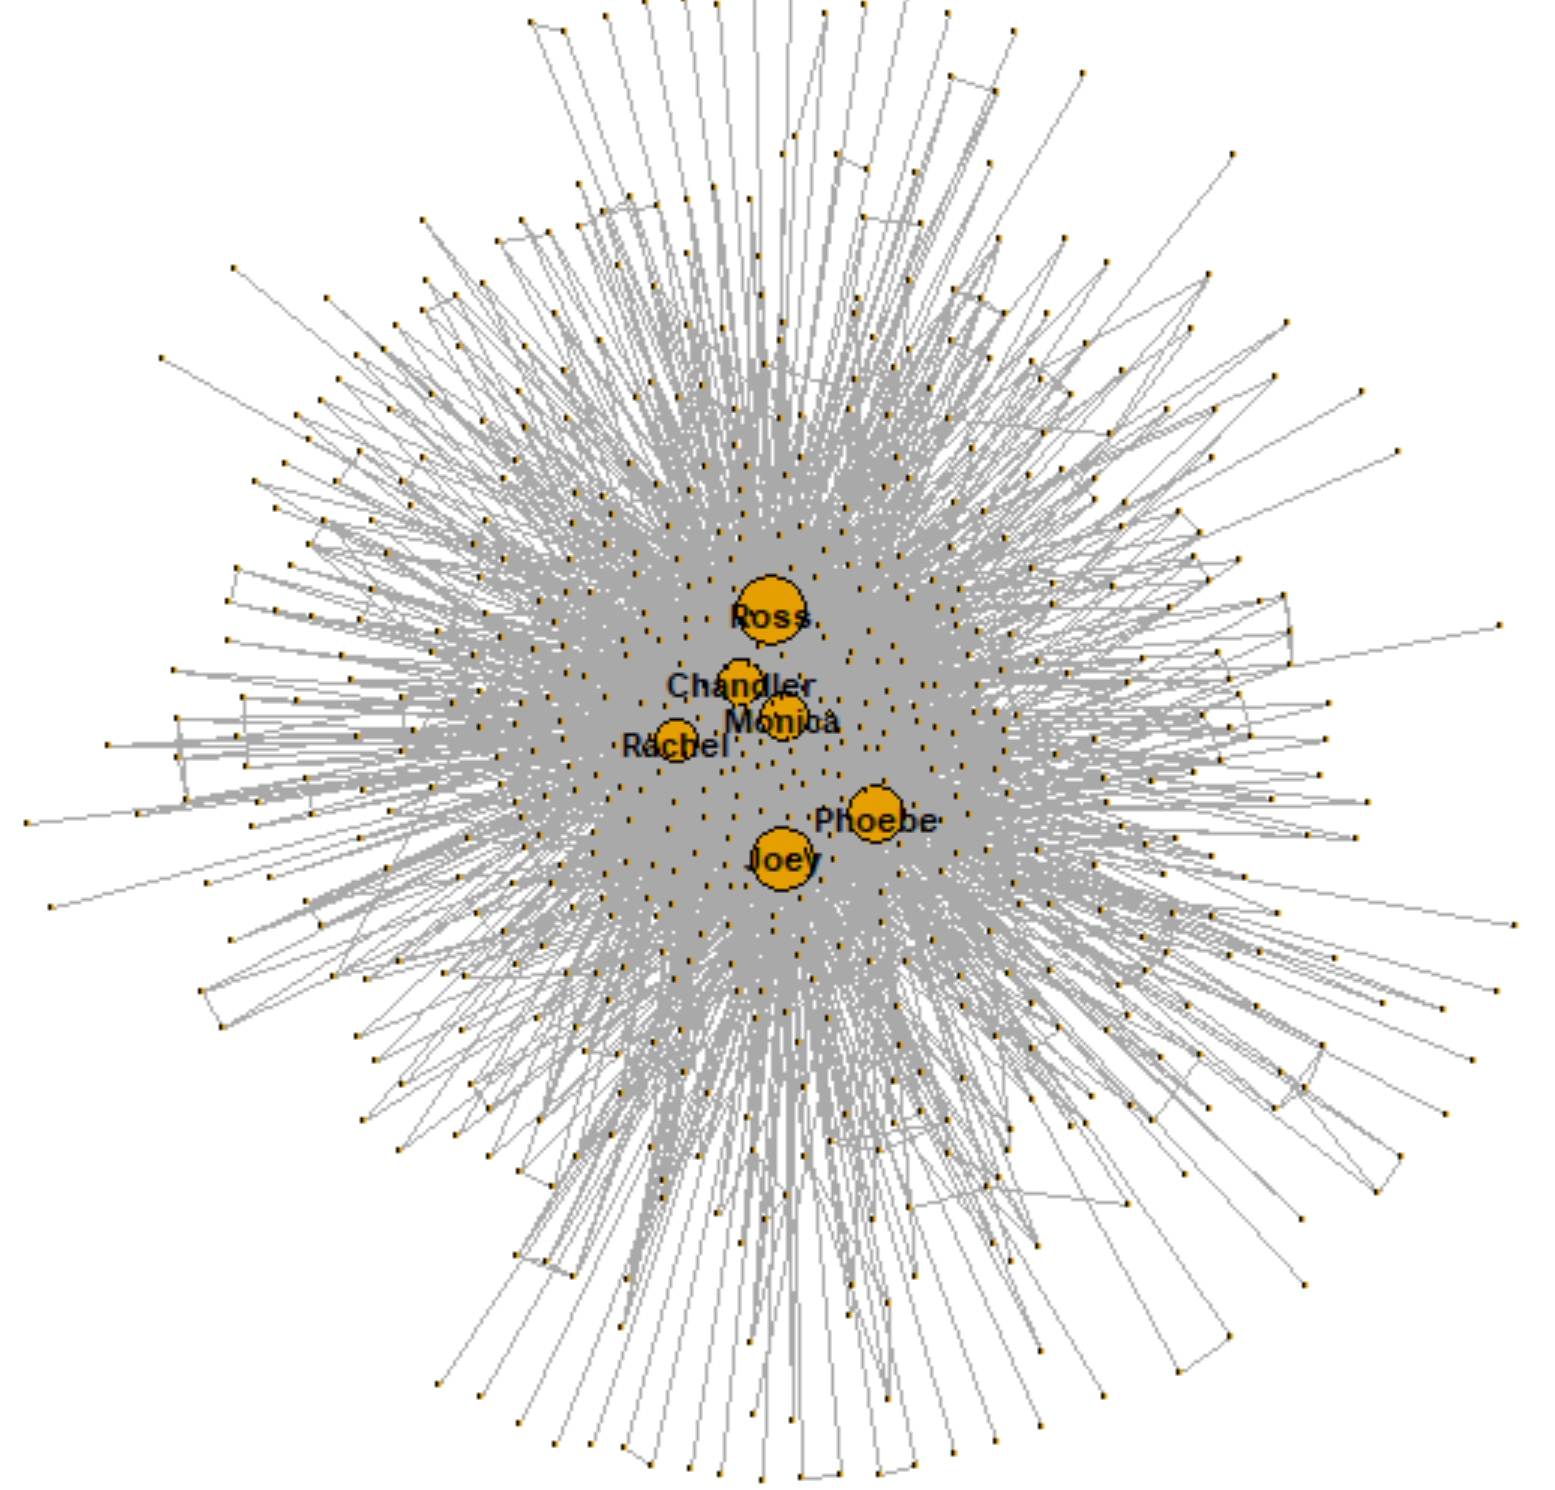 Ross
Chandler
Monica
Rachel
Phoebe
Joey